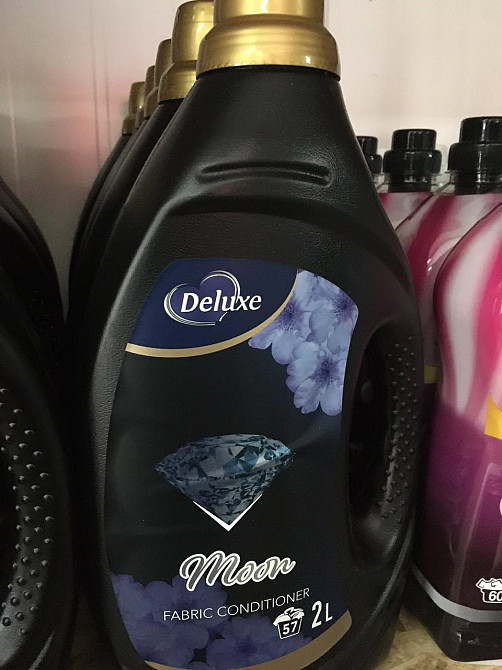 Deluxe
Moon
FABRIC CONDITIONER
57 2L
60